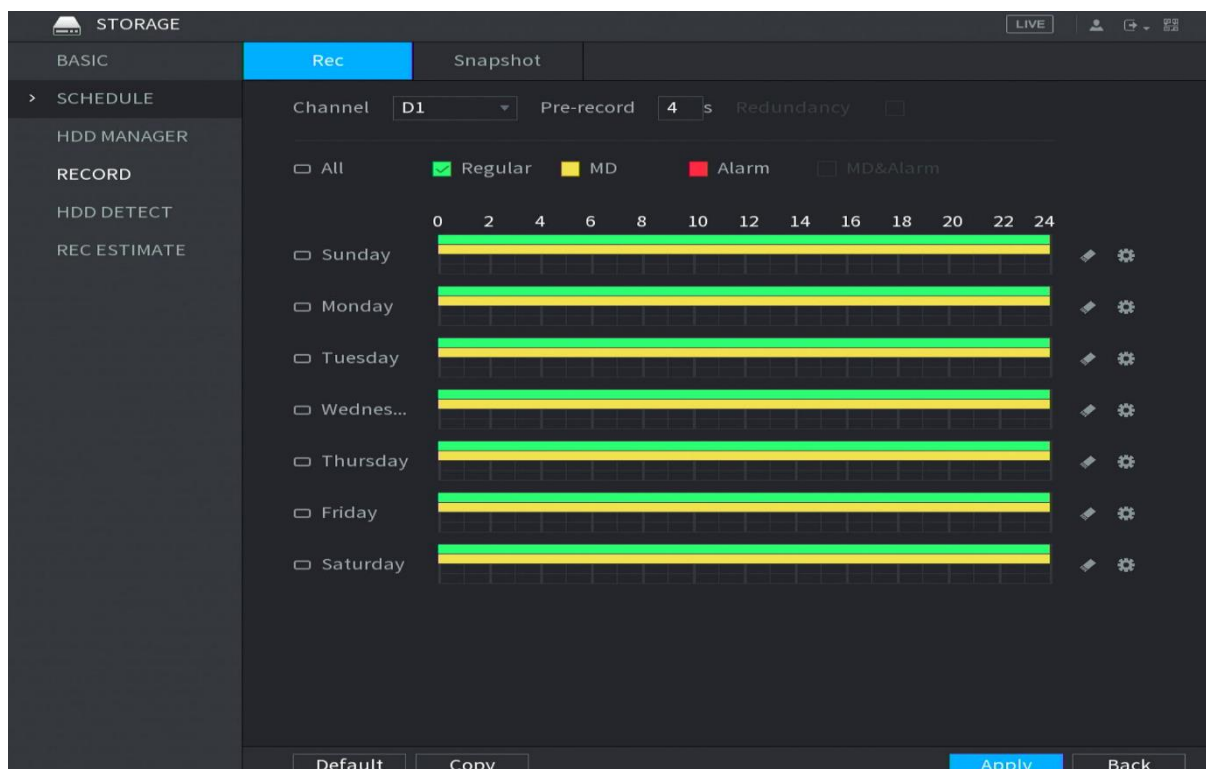 STORAGE LIVE
BASIC
SCHEDULE
HDD MANAGER
RECORD
HDD DETECT
REC ESTIMATE
Rec Snapshot
Channel D1 Pre-record 4 s Redundancy
All Regular MD Alarm MD&Alarm
0 2 4 6 8 10 12 14 16 18 20 22 24
Sunday
Monday
Tuesday
Wednes...
Thursday
Friday
Saturday
Default Copy Apply Back